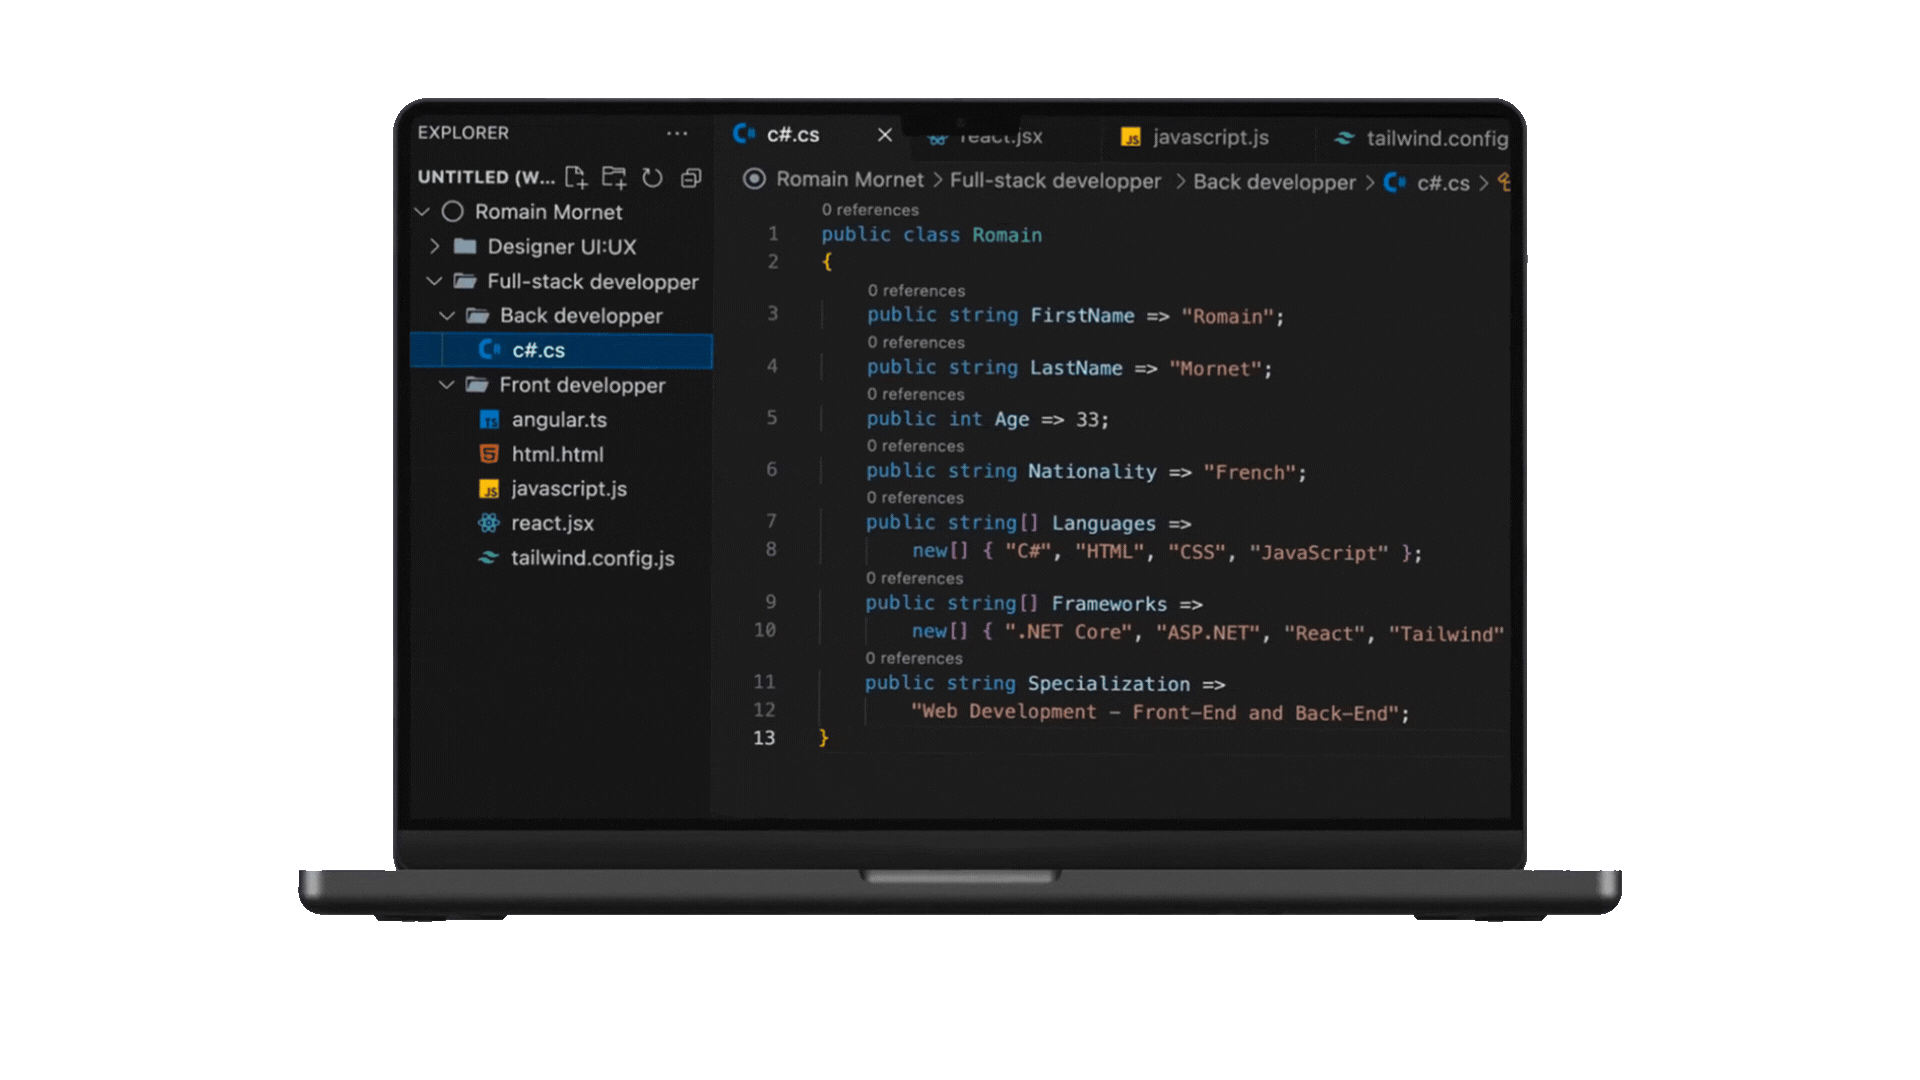 EXPLORER
UNTITLED (W...
Romain Mornet
Designer UI:UX
Full-stack developper
Back developper
c#.cs
Front developper
angular.ts
html.html
javascript.js
react.jsx
tailwind.config.js
c#.cs react.jsx javascript.js tailwind.config
Romain Mornet > Full-stack developper > Back developper > c#.cs >
0 references
1 public class Romain
2 {
0 references
3 public string FirstName => "Romain";
0 references
4 public string LastName => "Mornet";
0 references
5 public int Age => 33;
0 references
6 public string Nationality => "French";
0 references
7 public string[] Languages =>
8 new[] { "C#", "HTML", "CSS", "JavaScript" };
0 references
9 public string[] Frameworks =>
10 new[] { ".NET Core", "ASP.NET", "React", "Tailwind"
0 references
11 public string Specialization =>
12 "Web Development – Front-End and Back-End";
13 }